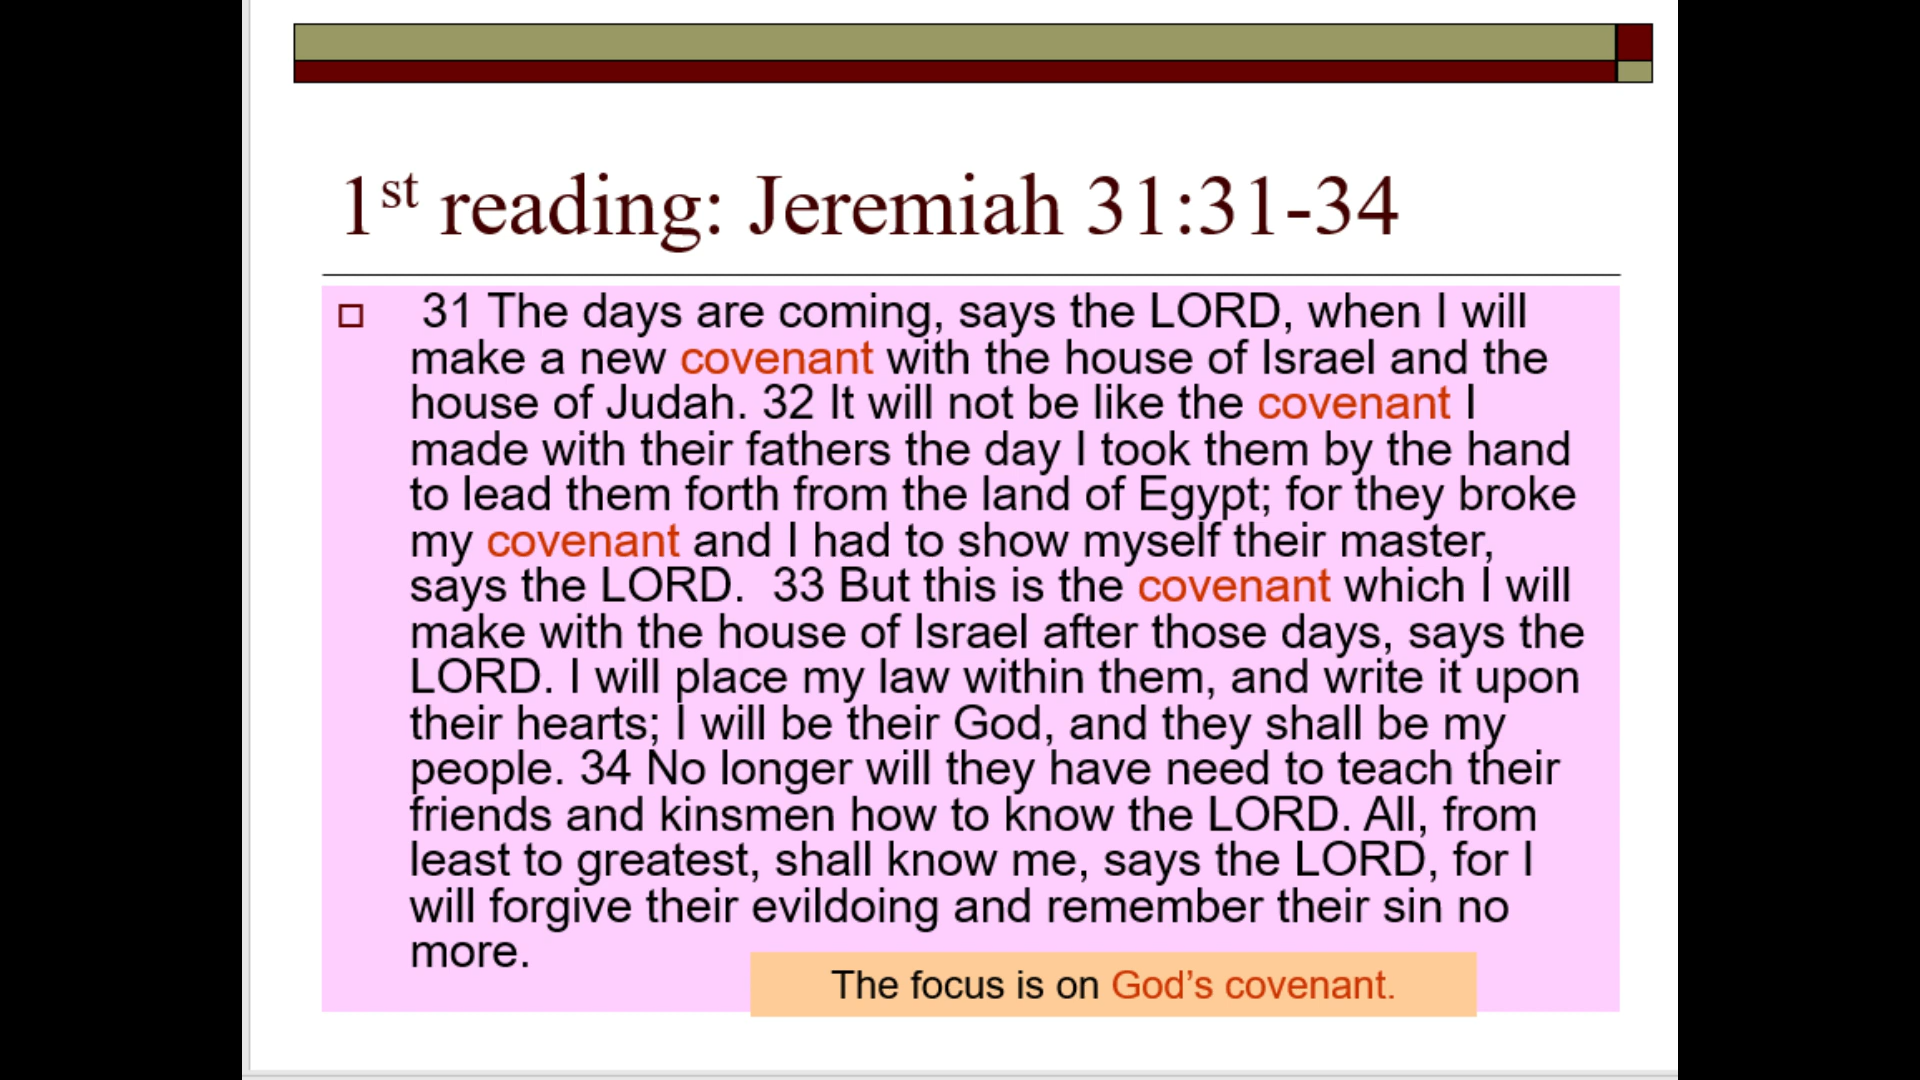 1st reading: Jeremiah 31:31-34
31 The days are coming, says the LORD, when I will
make a new covenant with the house of Israel and the
house of Judah. 32 It will not be like the covenant I
made with their fathers the day I took them by the hand
to lead them forth from the land of Egypt; for they broke
my covenant and I had to show myself their master,
says the LORD.  33 But this is the covenant which I will
make with the house of Israel after those days, says the
LORD. I will place my law within them, and write it upon
their hearts; I will be their God, and they shall be my
people. 34 No longer will they have need to teach their
friends and kinsmen how to know the LORD. All, from
least to greatest, shall know me, says the LORD, for I
will forgive their evildoing and remember their sin no
more.
The focus is on God’s covenant.